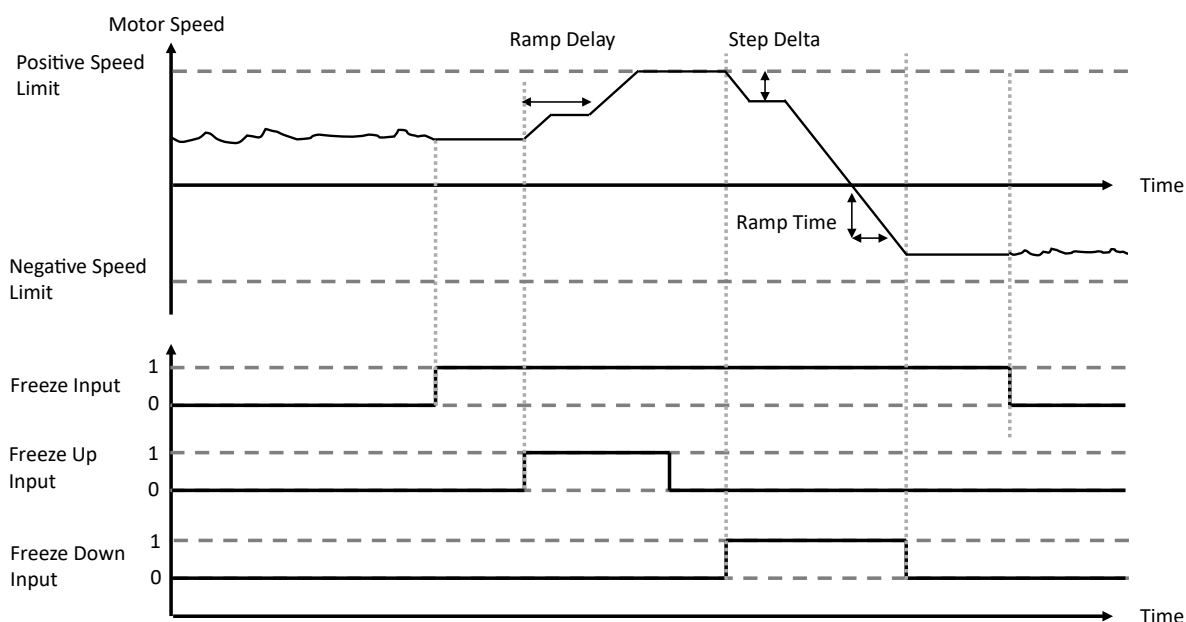 Motor Speed
Ramp Delay
Step Delta
Positive Speed
Limit
Time
Ramp Time
Negative Speed
Limit
1
Freeze Input
0
1
Freeze Up
Input
0
1
Freeze Down
Input
0
Time